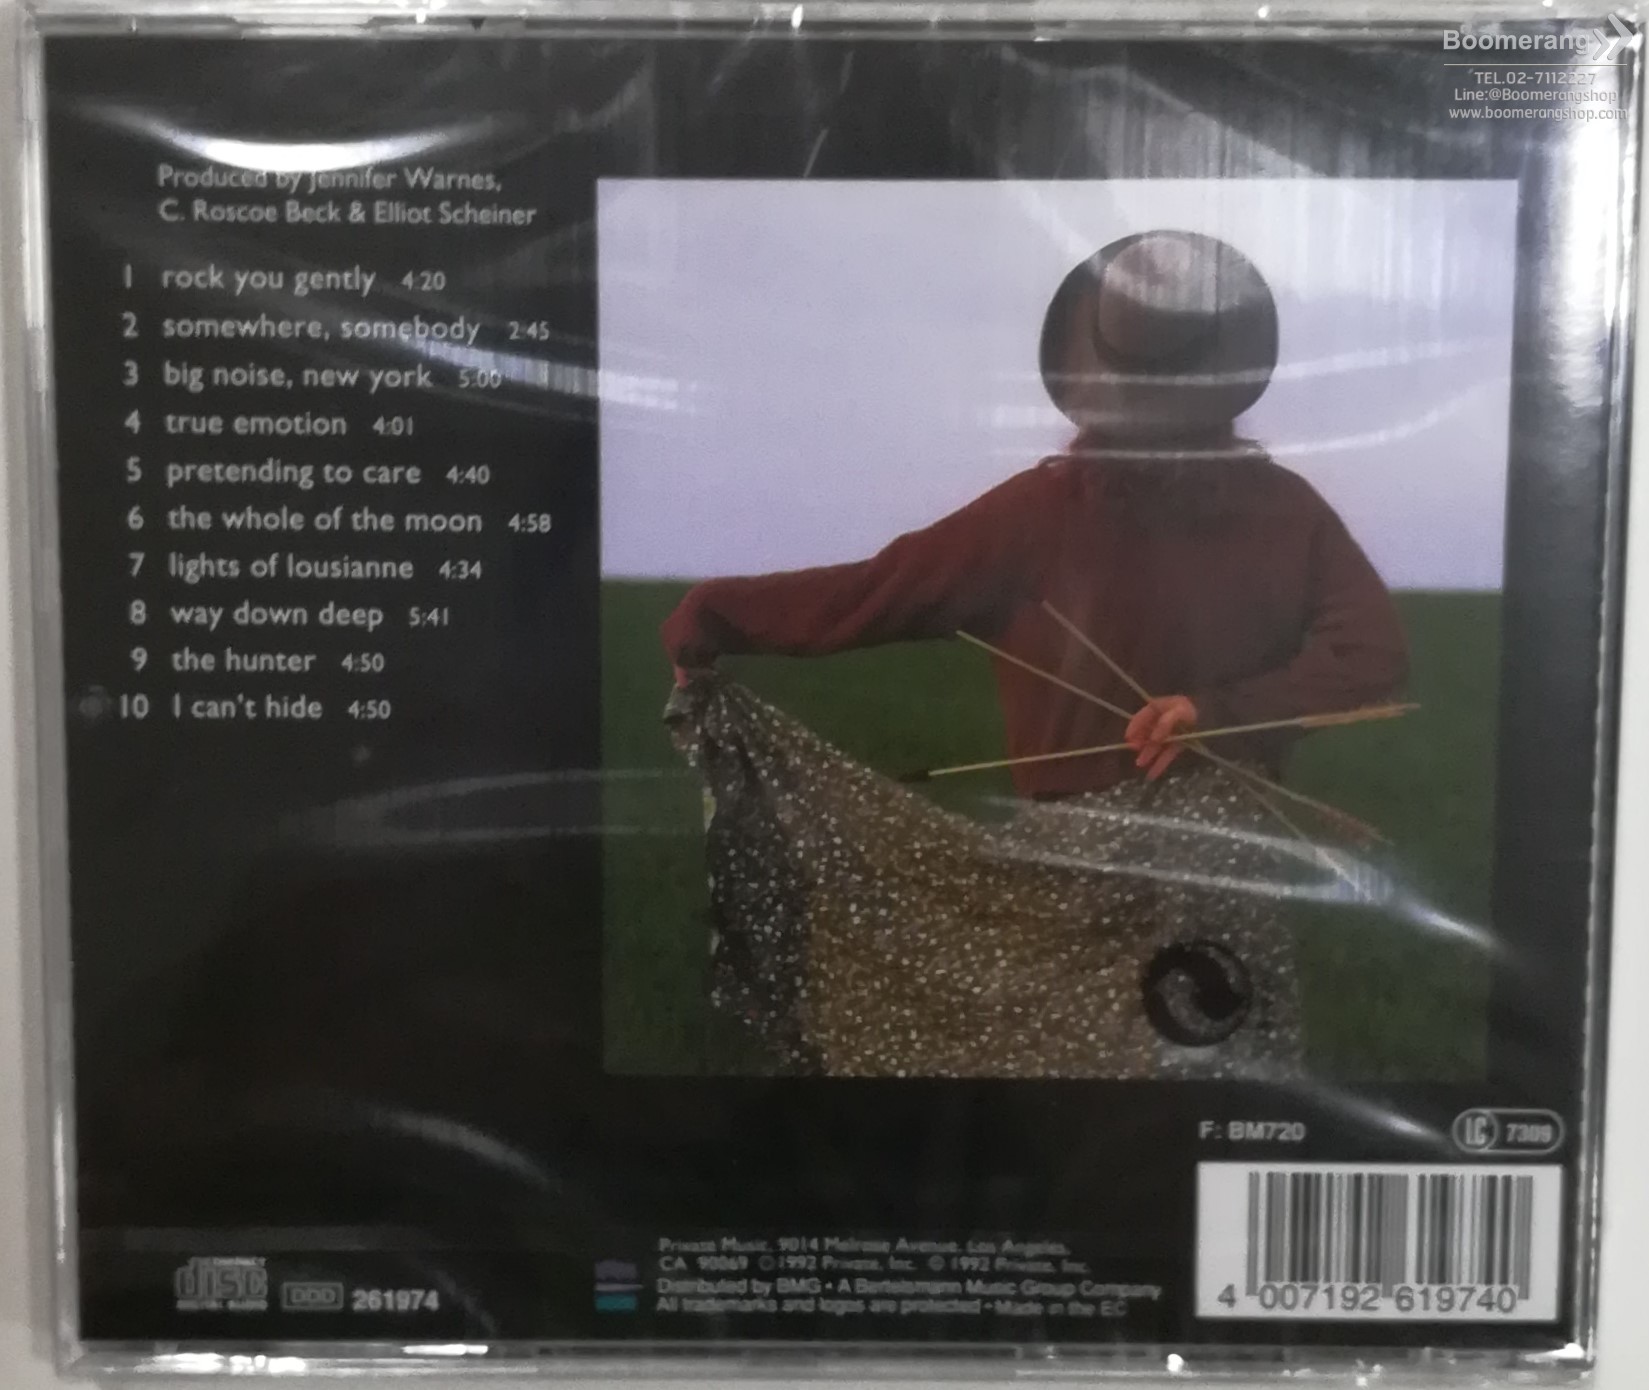 Boomerang
TEL.02-7112227
Line:@Boomerangshop
www.boomerangshop.com
Produced by Jennifer Warnes,
C. Roscoe Beck & Elliot Scheiner
1 rock you gently 4:20
2 somewhere, somebody 2:45
3 big noise, new york 5:00
4 true emotion 4:01
5 pretending to care 4:40
6 the whole of the moon 4:58
7 lights of lousianne 4:34
8 way down deep 5:41
9 the hunter 4:50
10 I can't hide 4:50
F: BM720
LC 7309
COMPACT
disc
DIGITAL AUDIO
DDD 261974
Private Music, 9014 Melrose Avenue, Los Angeles,
CA 90069 ℗ 1992 Private, Inc. © 1992 Private, Inc.
Distributed by BMG • A Bertelsmann Music Group Company
All trademarks and logos are protected • Made in the EC
4 007192 619740